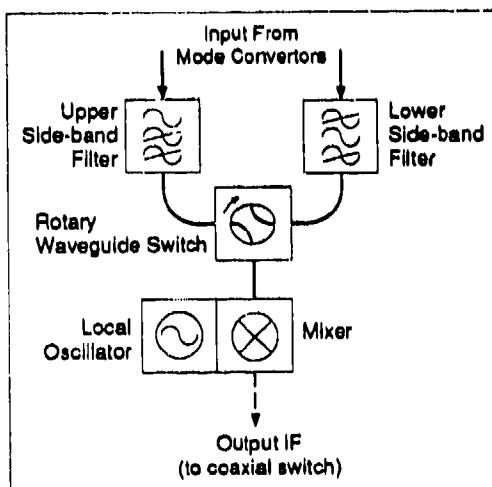 Input From
Mode Convertors
Upper
Side-band
Filter
Lower
Side-band
Filter
Rotary
Waveguide Switch
Local
Oscillator
Mixer
Output IF
(to coaxial switch)